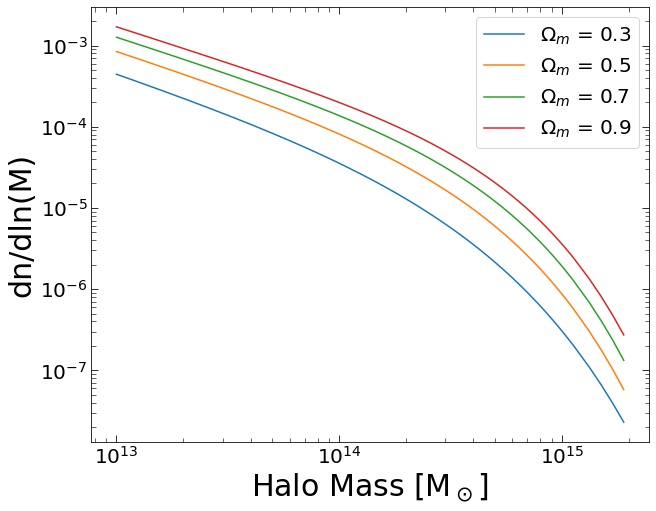 10⁻³
10⁻⁴
10⁻⁵
10⁻⁶
10⁻⁷
dn/dln(M)
Ωₘ = 0.3
Ωₘ = 0.5
Ωₘ = 0.7
Ωₘ = 0.9
10¹³ 10¹⁴ 10¹⁵
Halo Mass [M⊙]